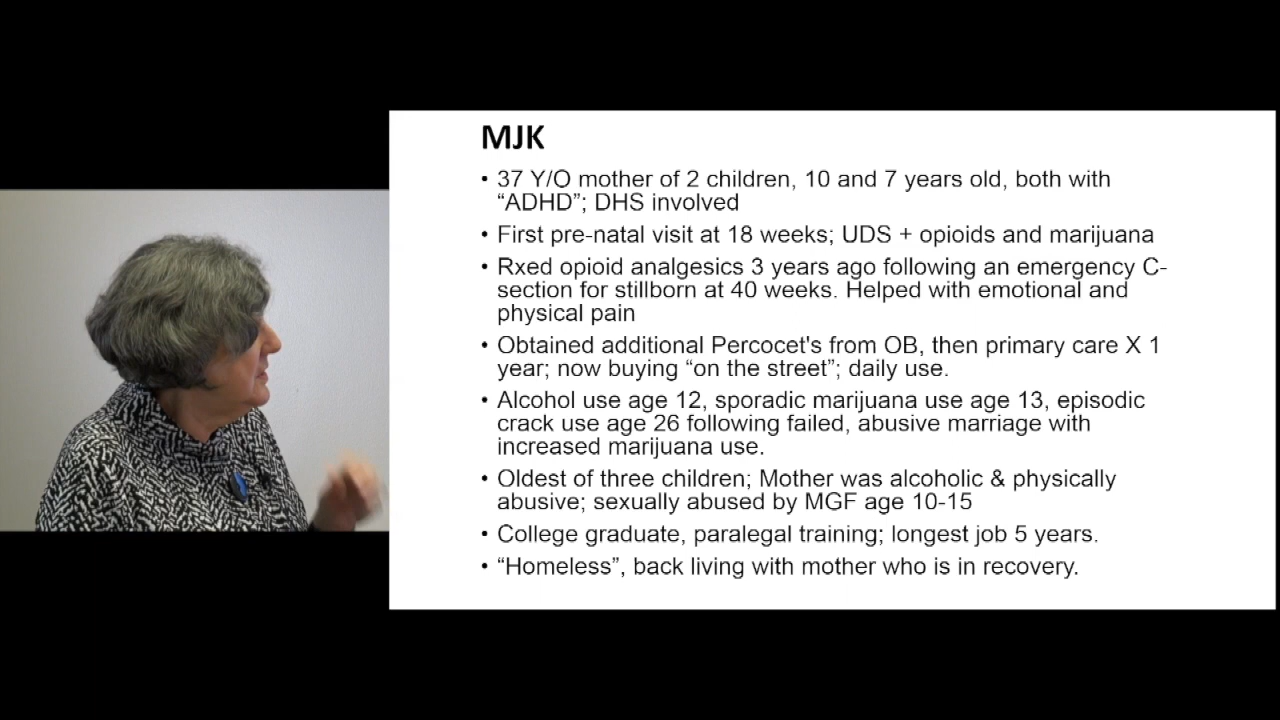 MJK
• 37 Y/O mother of 2 children, 10 and 7 years old, both with
“ADHD”; DHS involved
• First pre-natal visit at 18 weeks; UDS + opioids and marijuana
• Rxed opioid analgesics 3 years ago following an emergency C-
section for stillborn at 40 weeks. Helped with emotional and
physical pain
• Obtained additional Percocet's from OB, then primary care X 1
year; now buying “on the street”; daily use.
• Alcohol use age 12, sporadic marijuana use age 13, episodic
crack use age 26 following failed, abusive marriage with
increased marijuana use.
• Oldest of three children; Mother was alcoholic & physically
abusive; sexually abused by MGF age 10-15
• College graduate, paralegal training; longest job 5 years.
• “Homeless”, back living with mother who is in recovery.